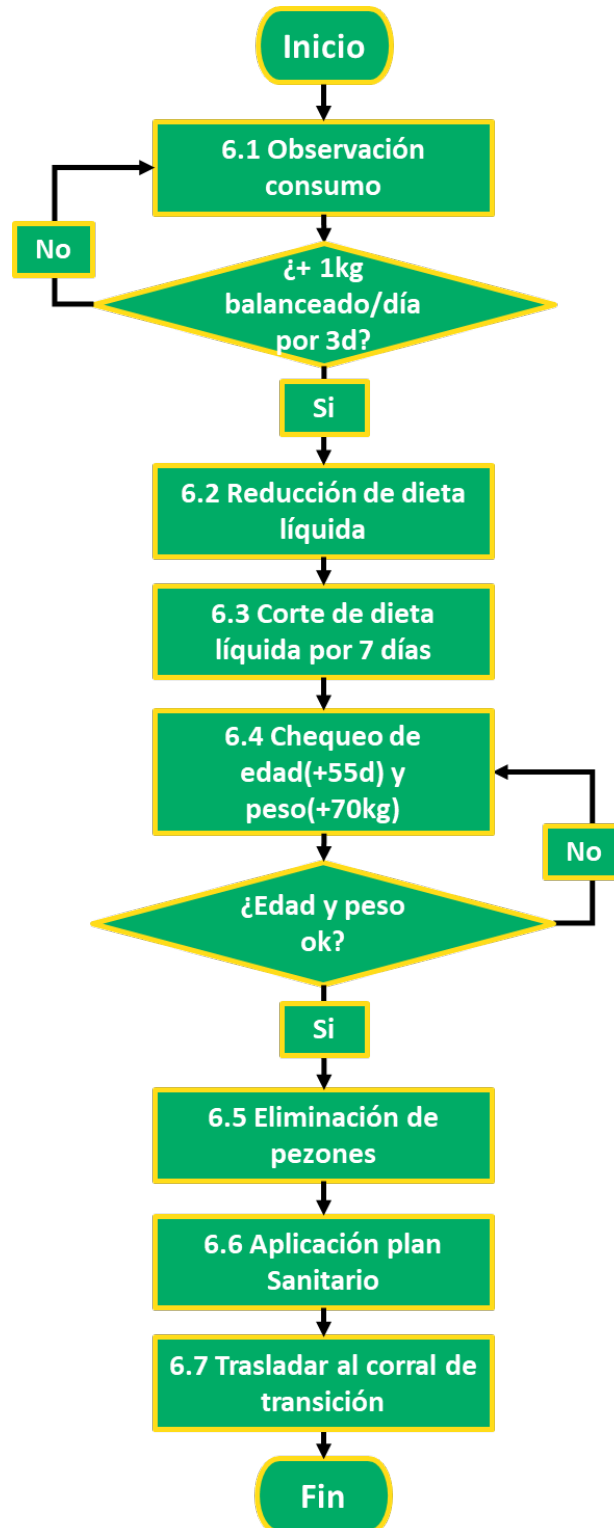 Inicio
6.1 Observación
consumo
No
¿+ 1kg
balanceado/día
por 3d?
Si
6.2 Reducción de dieta
líquida
6.3 Corte de dieta
líquida por 7 días
6.4 Chequeo de
edad(+55d) y
peso(+70kg)
No
¿Edad y peso
ok?
Si
6.5 Eliminación de
pezones
6.6 Aplicación plan
Sanitario
6.7 Trasladar al corral de
transición
Fin